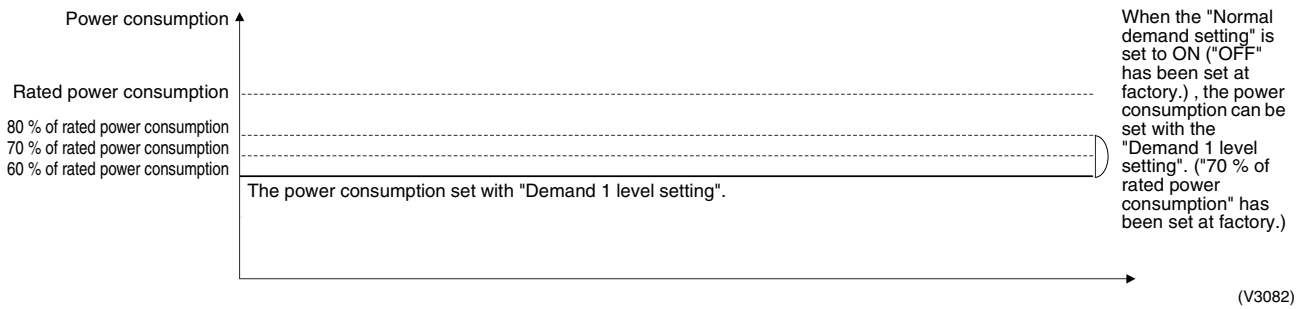 Power consumption
Rated power consumption
80 % of rated power consumption
70 % of rated power consumption
60 % of rated power consumption
The power consumption set with "Demand 1 level setting".
When the "Normal
demand setting" is
set to ON ("OFF"
has been set at
factory.) , the power
consumption can be
set with the
"Demand 1 level
setting". ("70 % of
rated power
consumption" has
been set at factory.)
(V3082)